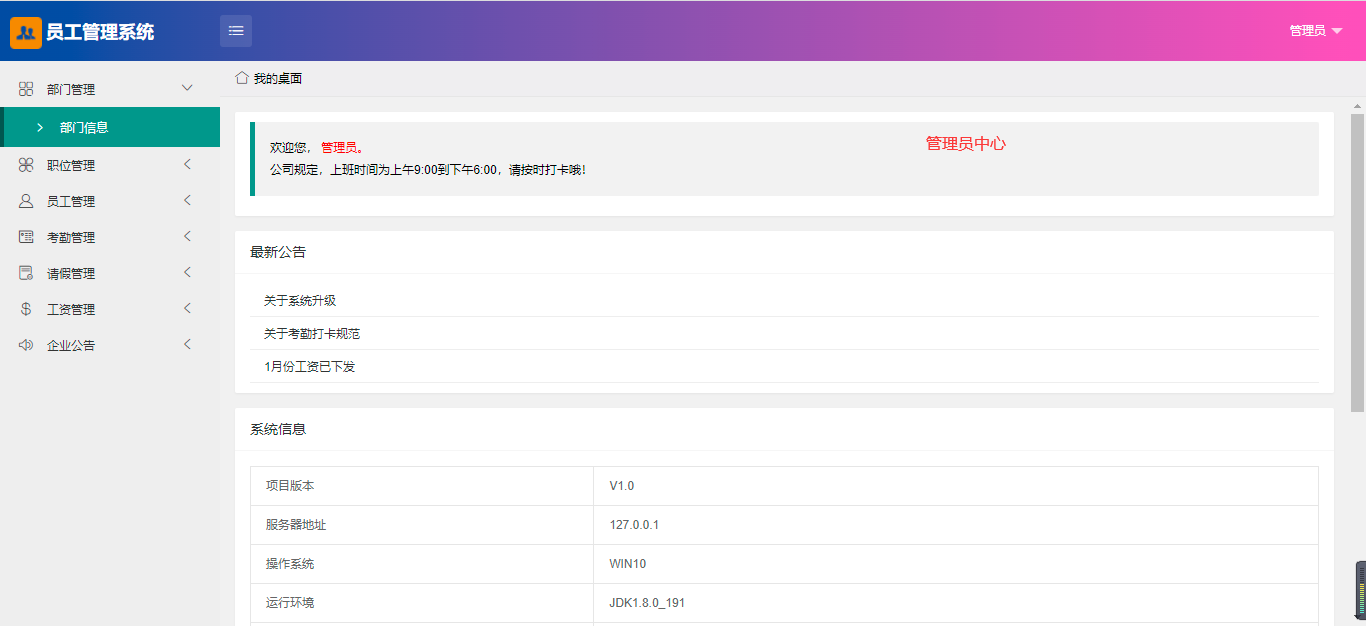 员工管理系统
管理员
部门管理
部门信息
职位管理
员工管理
考勤管理
请假管理
工资管理
企业公告
我的桌面
欢迎您，管理员。
管理员中心
公司规定，上班时间为上午9:00到下午6:00，请按时打卡哦！
最新公告
关于系统升级
关于考勤打卡规范
1月份工资已下发
系统信息
项目版本 V1.0
服务器地址 127.0.0.1
操作系统 WIN10
运行环境 JDK1.8.0_191